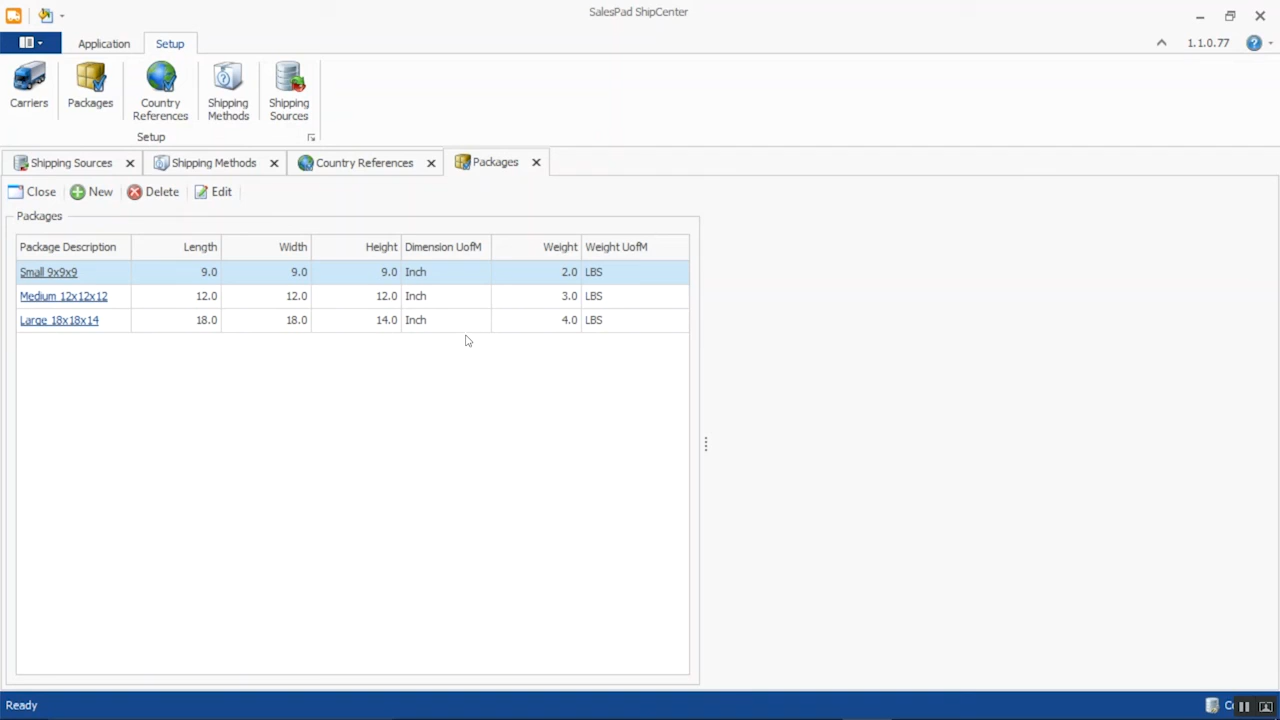 SalesPad ShipCenter
Application Setup 1.1.0.77
Carriers Packages Country References Shipping Methods Shipping Sources
Setup
Shipping Sources Shipping Methods Country References Packages
Close New Delete Edit
Packages
Package Description Length Width Height Dimension UofM Weight Weight UofM
Small 9x9x9 9.0 9.0 9.0 Inch 2.0 LBS
Medium 12x12x12 12.0 12.0 12.0 Inch 3.0 LBS
Large 18x18x14 18.0 18.0 14.0 Inch 4.0 LBS
Ready